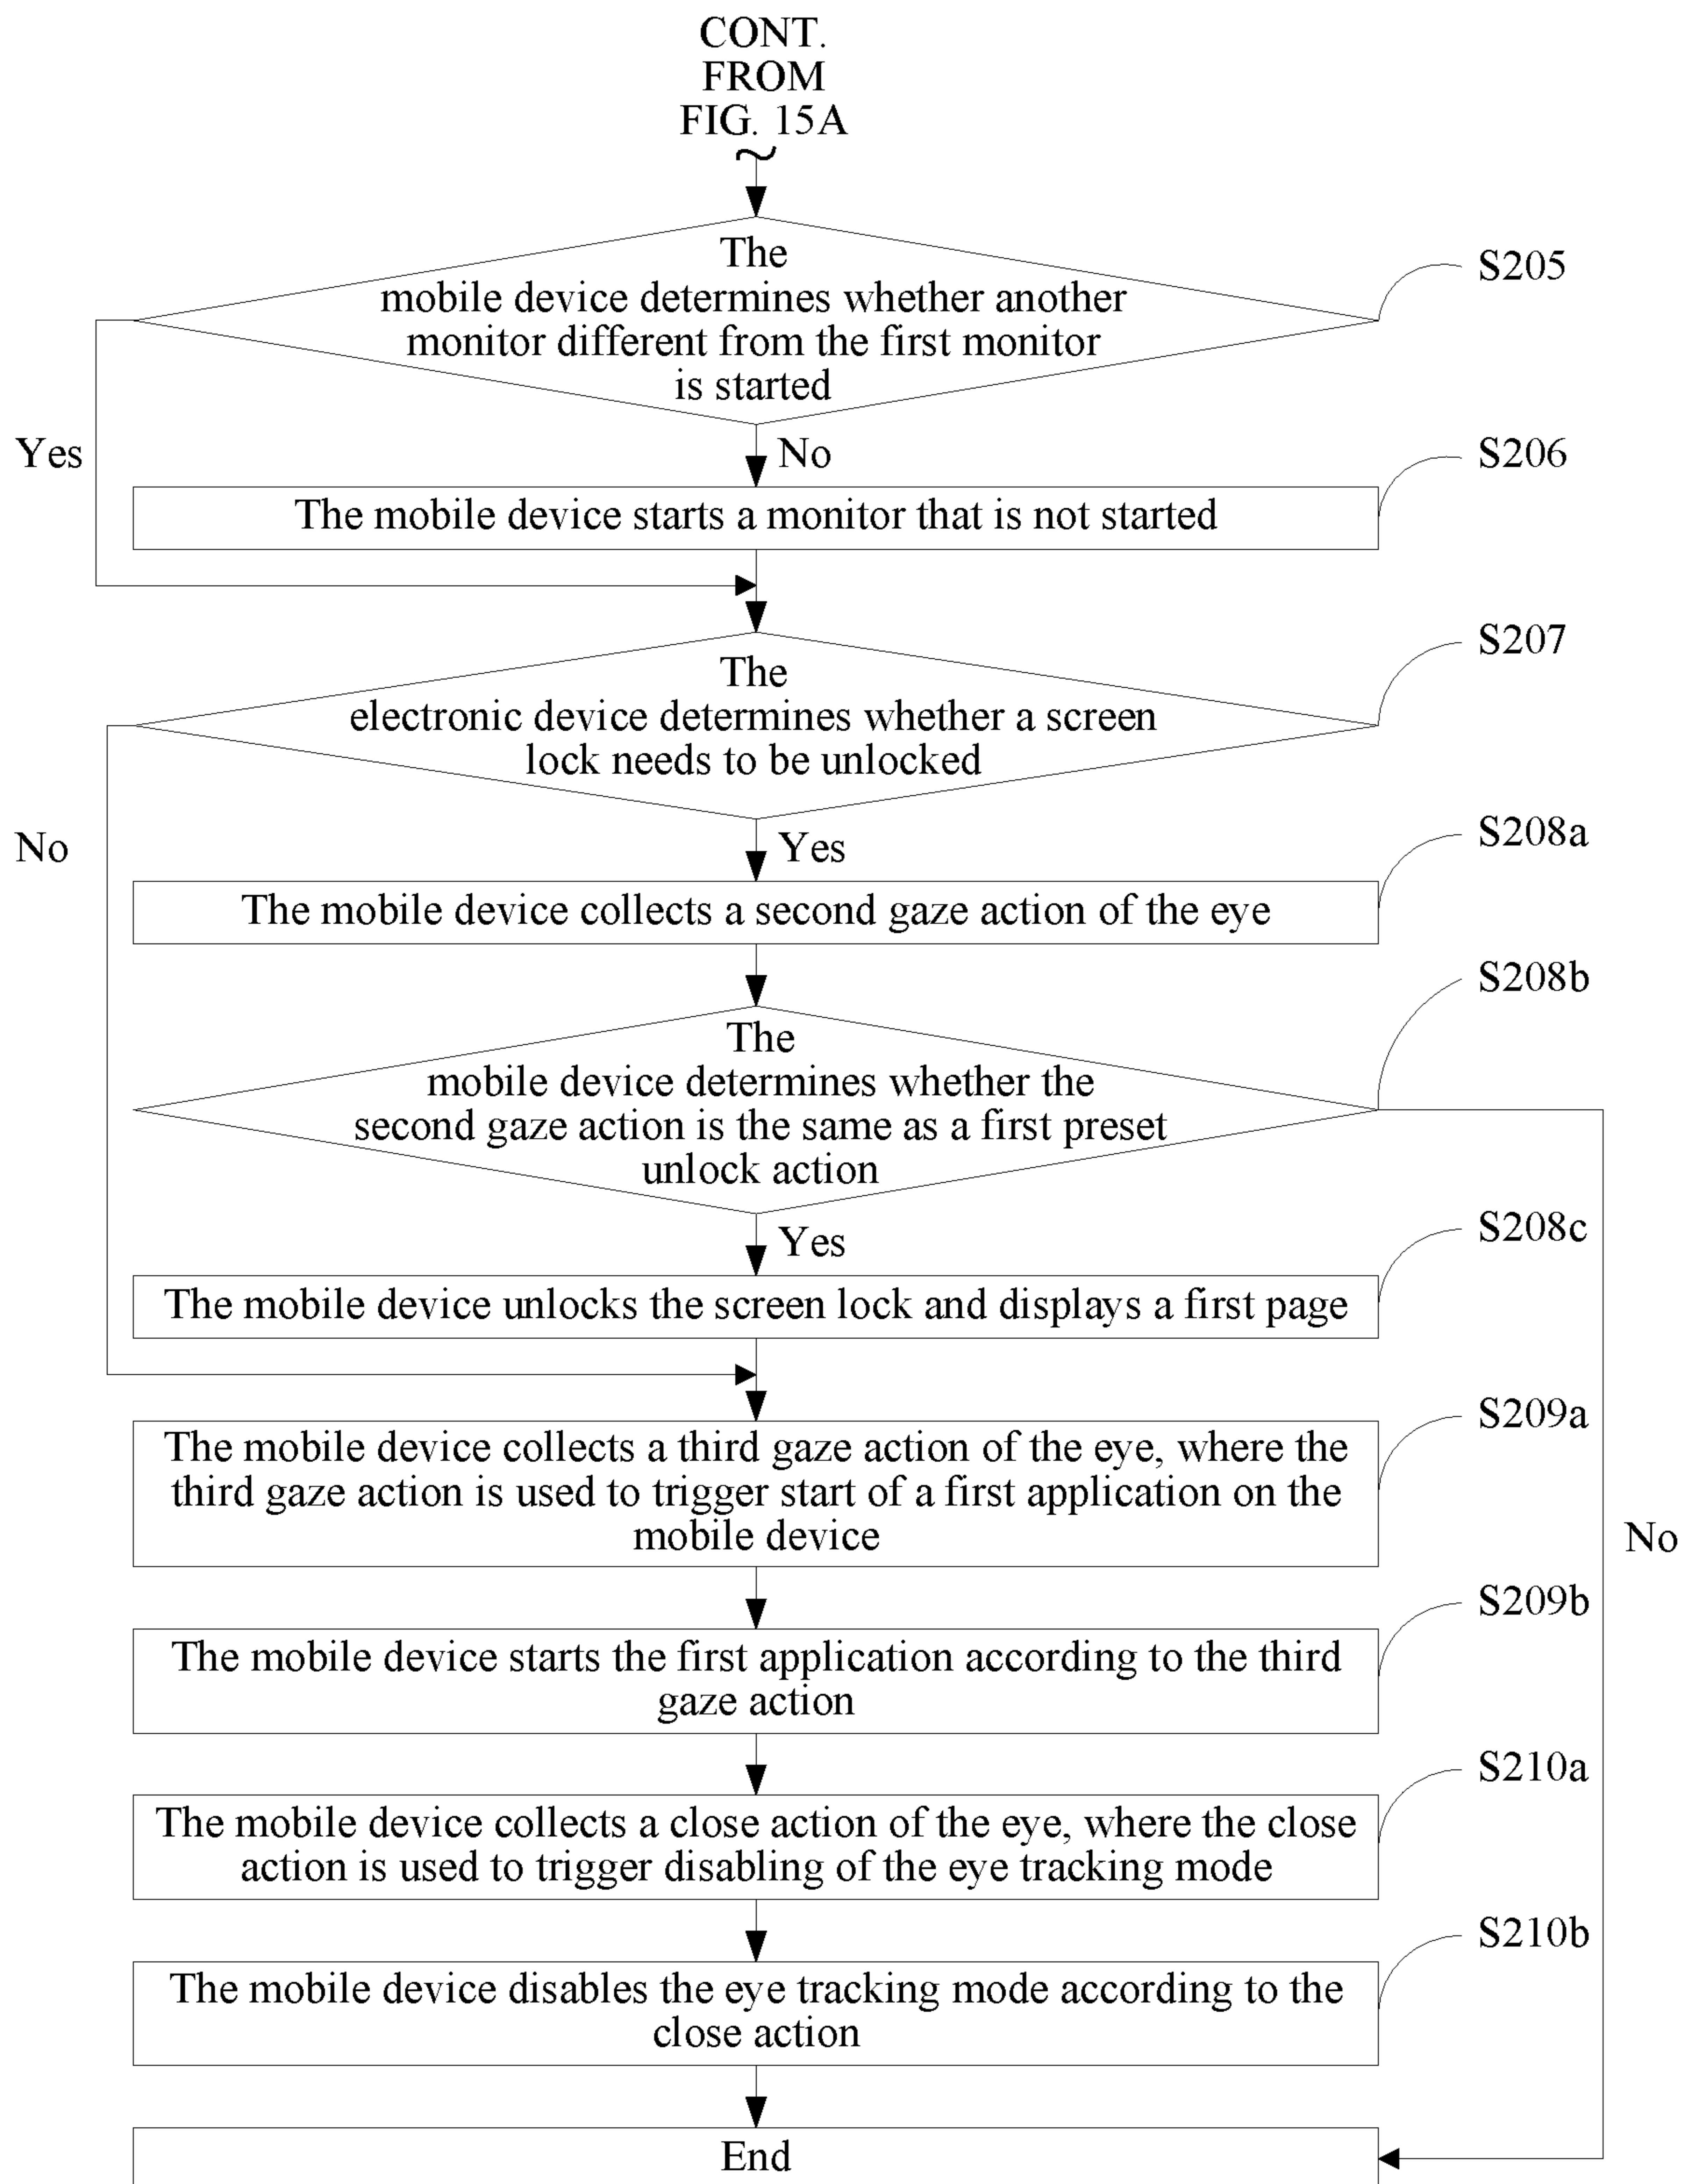 CONT.
FROM
FIG. 15A
The
mobile device determines whether another
monitor different from the first monitor
is started
S205
Yes
No
S206
The mobile device starts a monitor that is not started
S207
The
electronic device determines whether a screen
lock needs to be unlocked
No
Yes
S208a
The mobile device collects a second gaze action of the eye
S208b
The
mobile device determines whether the
second gaze action is the same as a first preset
unlock action
Yes
S208c
The mobile device unlocks the screen lock and displays a first page
S209a
The mobile device collects a third gaze action of the eye, where the
third gaze action is used to trigger start of a first application on the
mobile device
No
S209b
The mobile device starts the first application according to the third
gaze action
S210a
The mobile device collects a close action of the eye, where the close
action is used to trigger disabling of the eye tracking mode
S210b
The mobile device disables the eye tracking mode according to the
close action
End